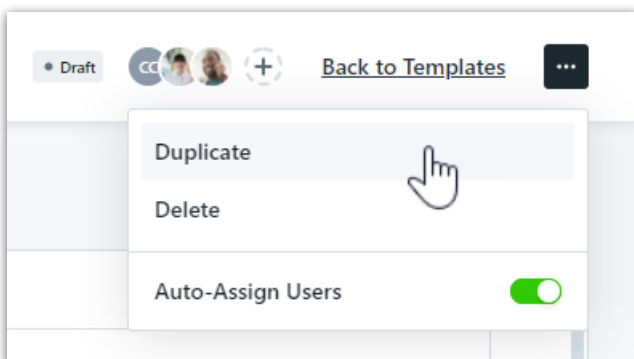 Draft
CC
Back to Templates
Duplicate
Delete
Auto-Assign Users